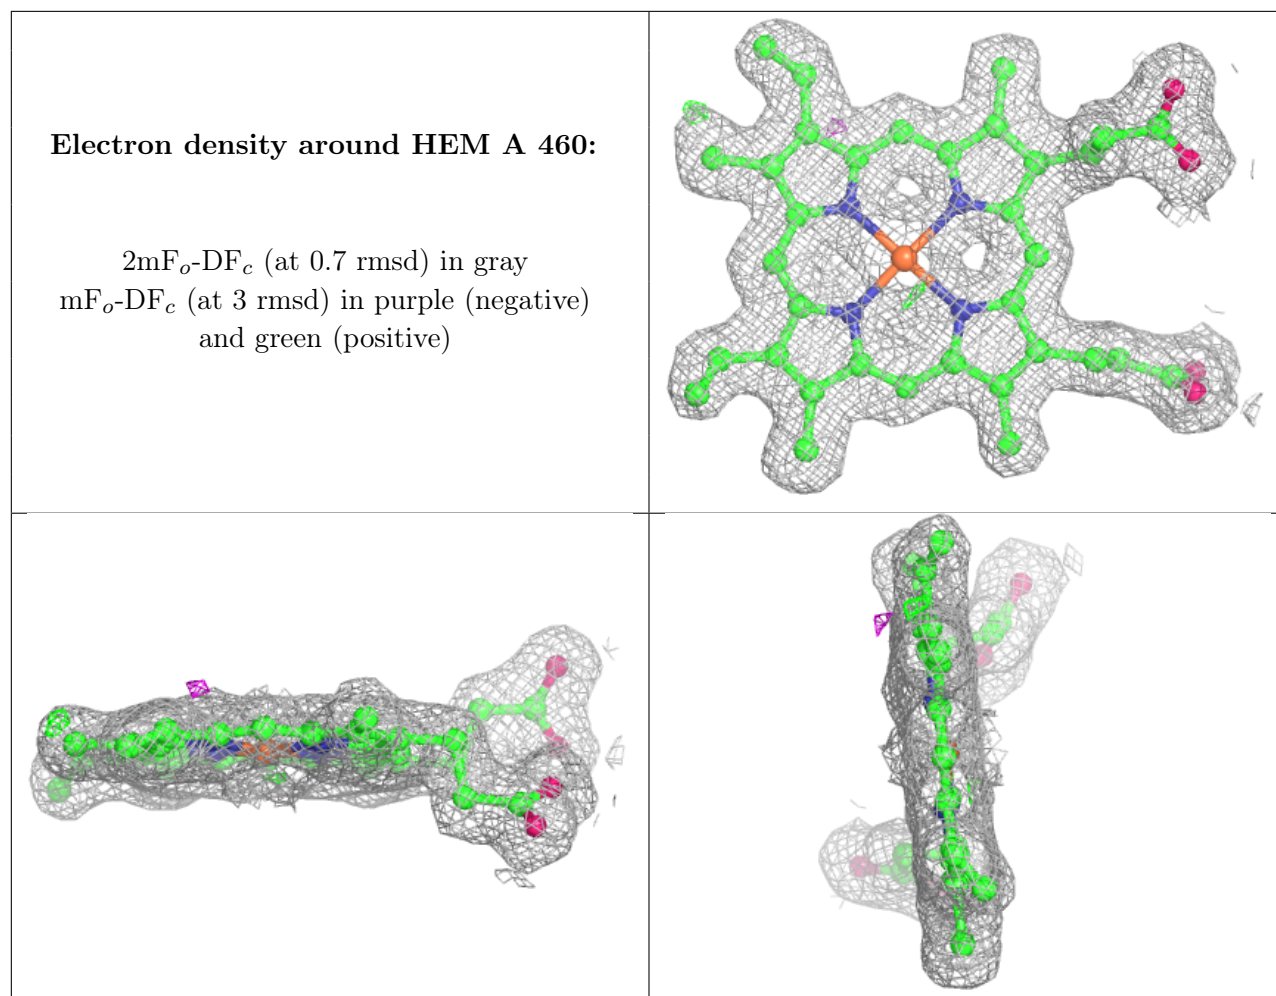 Electron density around HEM A 460:
2mFo-DFc (at 0.7 rmsd) in gray
mFo-DFc (at 3 rmsd) in purple (negative)
and green (positive)